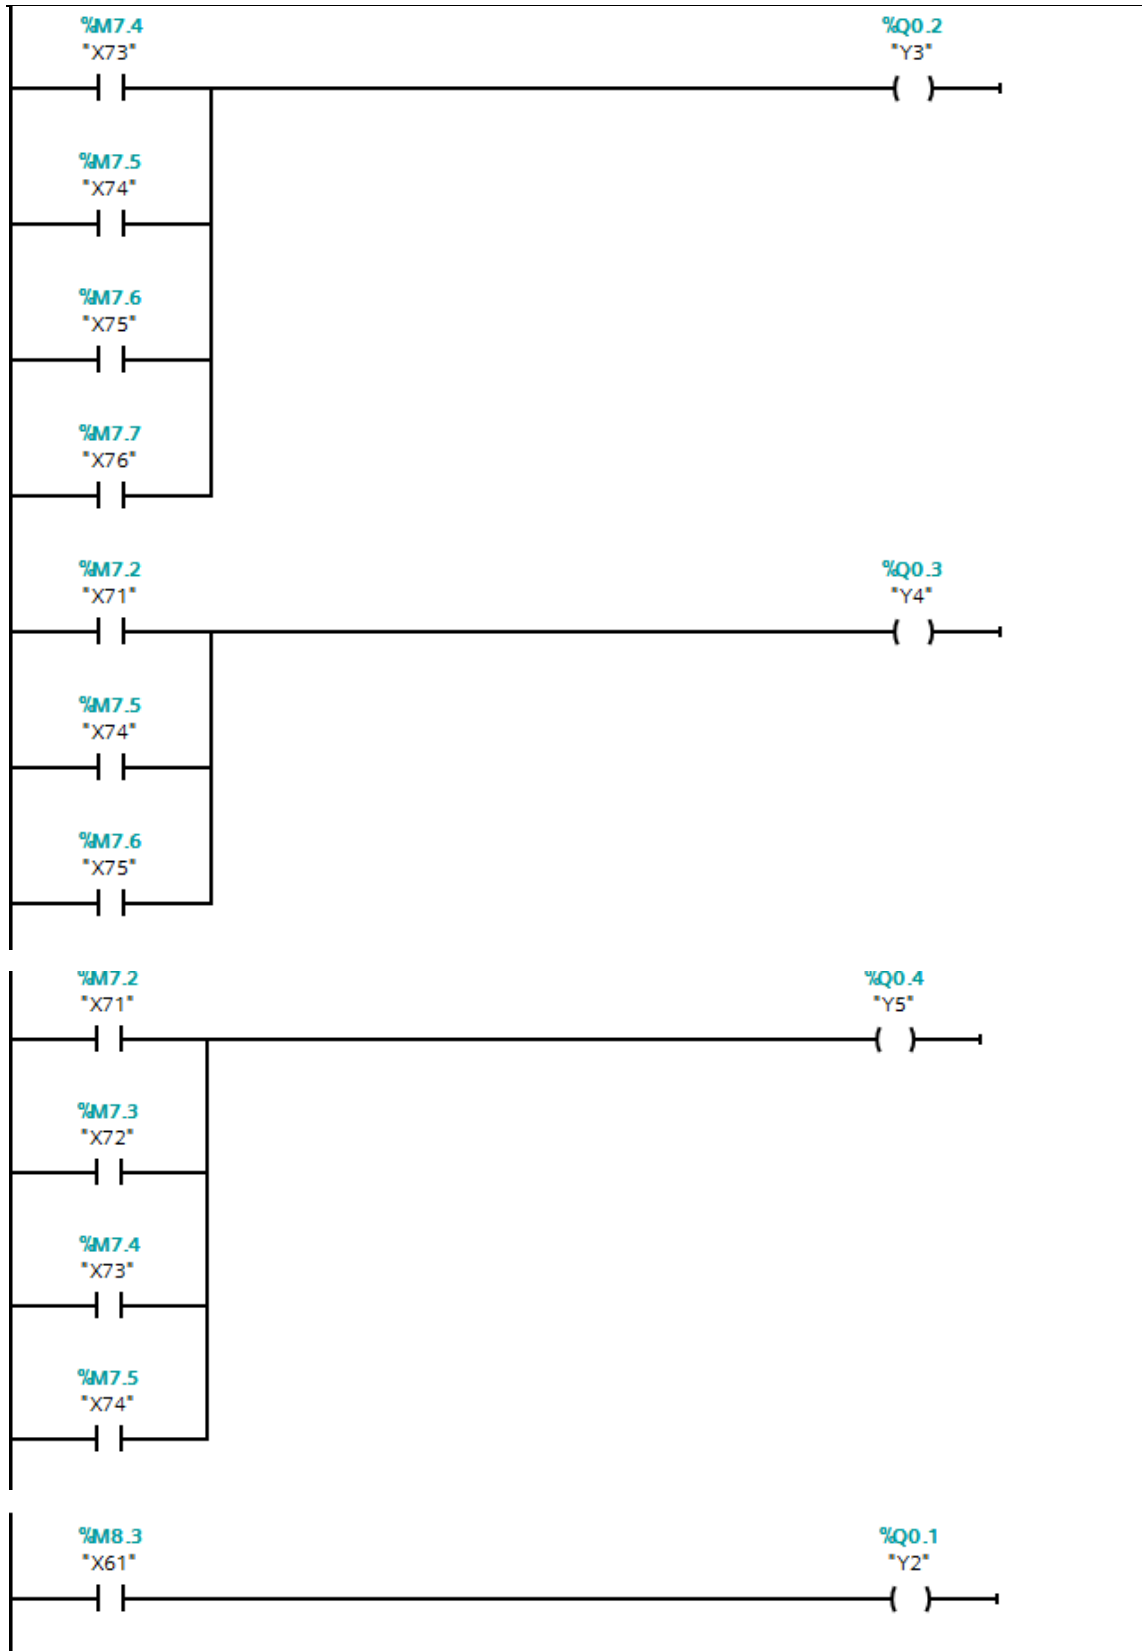 %M7.4 %Q0.2
"X73" "Y3"
%M7.5
"X74"
%M7.6
"X75"
%M7.7
"X76"
%M7.2 %Q0.3
"X71" "Y4"
%M7.5
"X74"
%M7.6
"X75"
%M7.2 %Q0.4
"X71" "Y5"
%M7.3
"X72"
%M7.4
"X73"
%M7.5
"X74"
%M8.3 %Q0.1
"X61" "Y2"